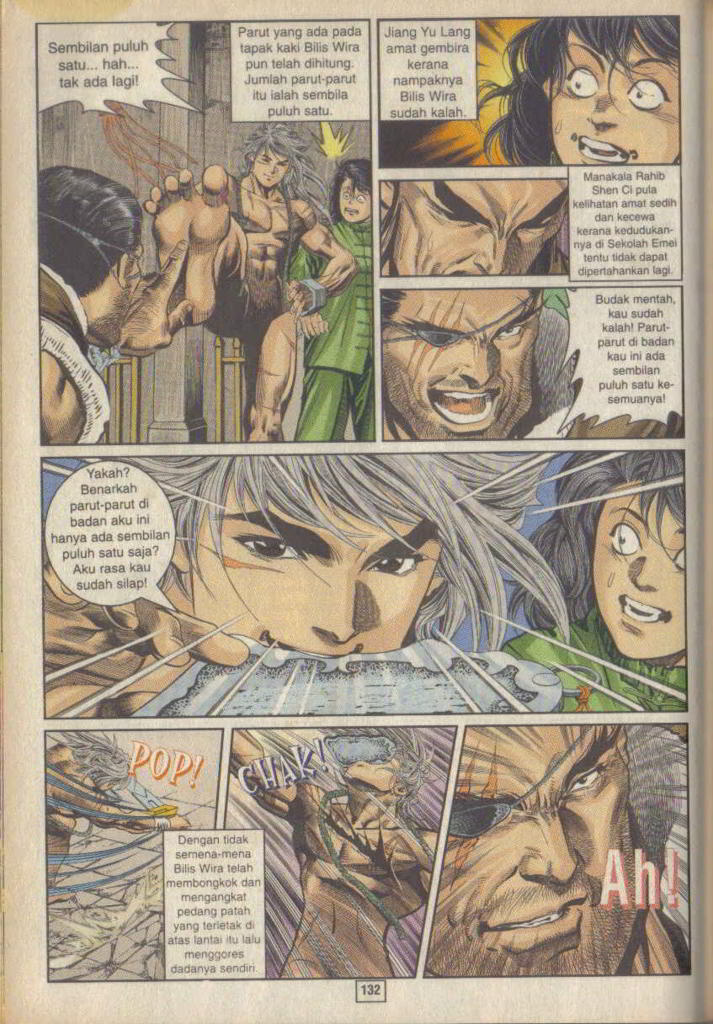 Sembilan puluh
satu... hah...
tak ada lagi!
Parut yang ada pada
tapak kaki Bilis Wira
pun telah dihitung.
Jumlah parut-parut
itu ialah sembila
puluh satu.
Jiang Yu Lang
amat gembira
kerana
nampaknya
Bilis Wira
sudah kalah.
Manakala Rahib
Shen Ci pula
kelihatan amat sedih
dan kecewa
kerana kedudukan-
nya di Sekolah Emei
tentu tidak dapat
dipertahankan lagi.
Budak mentah,
kau sudah
kalah! Parut-
parut di badan
kau ini ada
sembilan
puluh satu ke-
semuanya!
Yakah?
Benarkah
parut-parut di
badan aku ini
hanya ada sembilan
puluh satu saja?
Aku rasa kau
sudah silap!
POP!
CHAK!
Dengan tidak
semena-mena
Bilis Wira telah
membongkok dan
mengangkat
pedang patah
yang terletak di
atas lantai itu lalu
menggores
dadanya sendiri.
Ah!
132